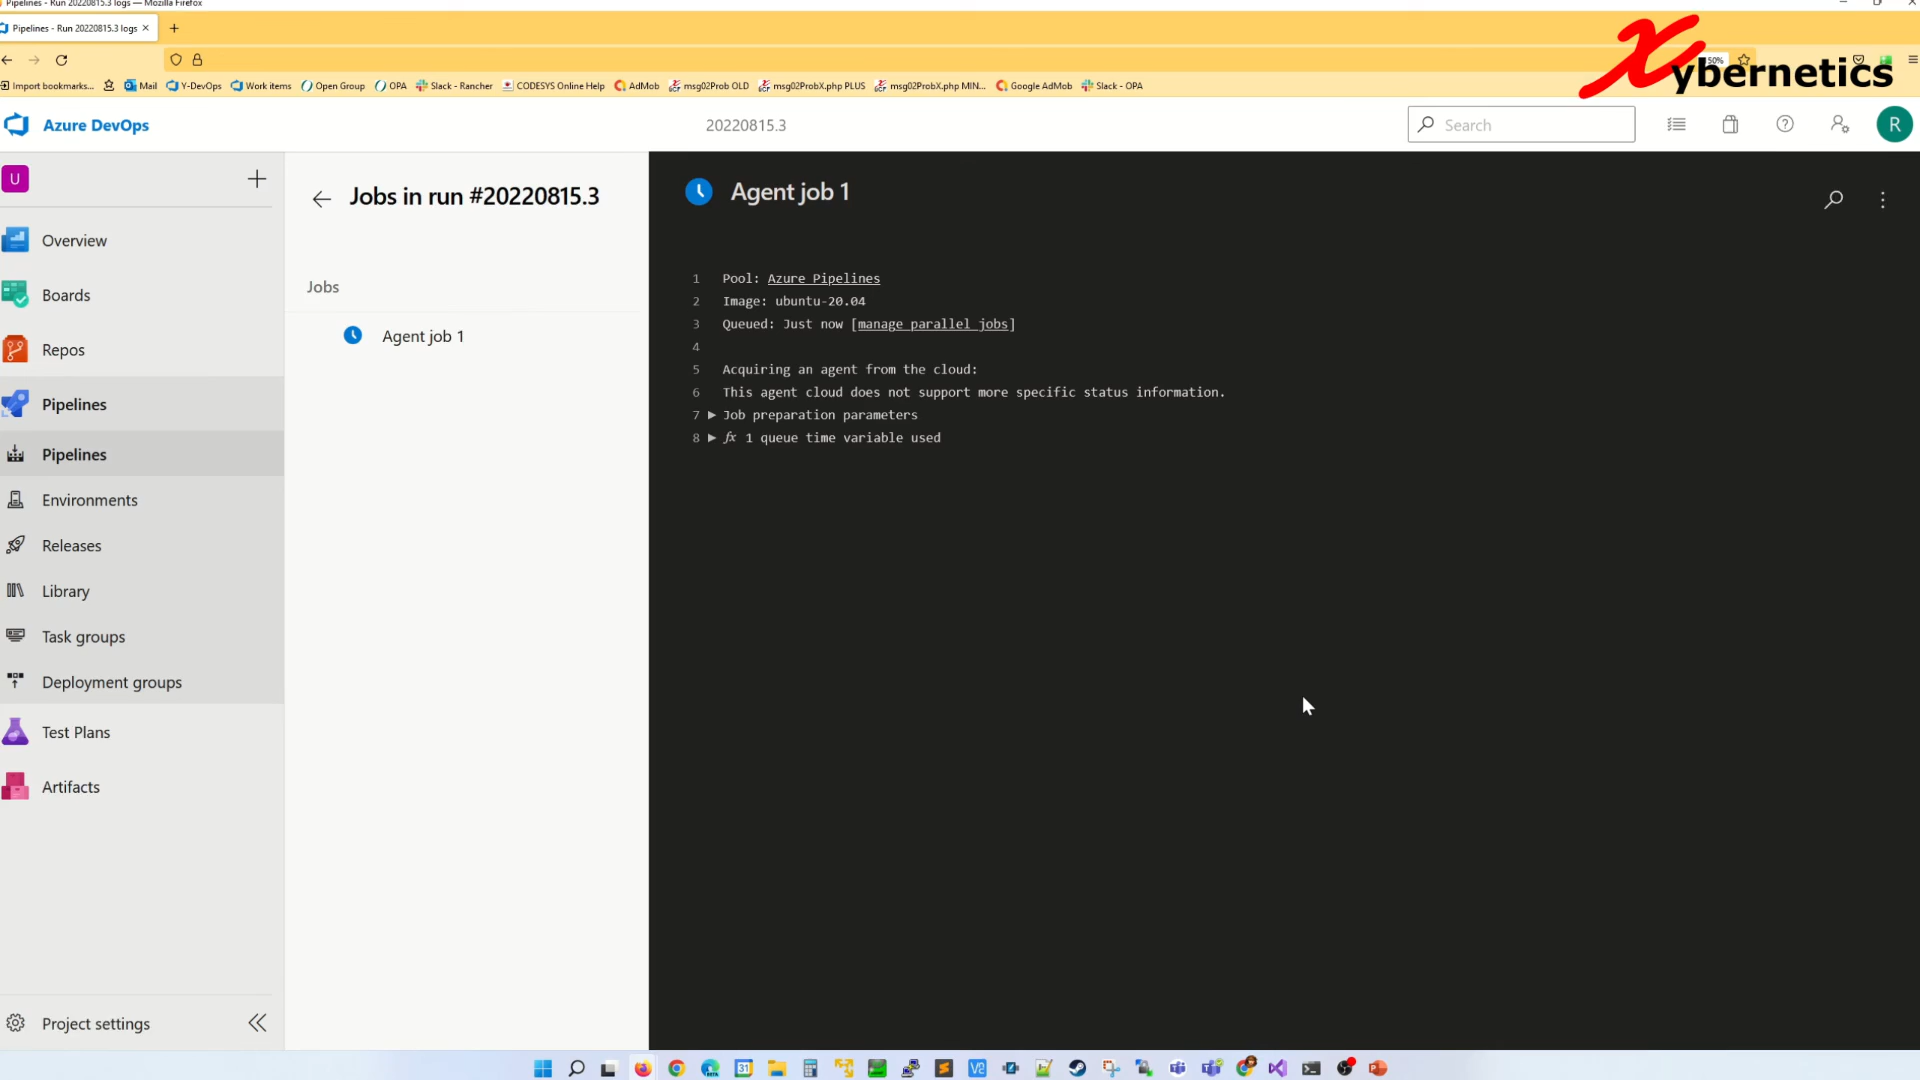 Pipelines - Run 20220815.3 logs — Mozilla Firefox
Pipelines - Run 20220815.3 logs
50%
Xybernetics
Import bookmarks... Mail Y-DevOps Work items Open Group OPA Slack - Rancher CODESYS Online Help AdMob msg02Prob OLD msg02ProbX.php PLUS msg02ProbX.php MIN... Google AdMob Slack - OPA
Azure DevOps
20220815.3
Search
R
U
Overview
Boards
Repos
Pipelines
Pipelines
Environments
Releases
Library
Task groups
Deployment groups
Test Plans
Artifacts
Project settings
Jobs in run #20220815.3
Jobs
Agent job 1
Agent job 1
1 Pool: Azure Pipelines
2 Image: ubuntu-20.04
3 Queued: Just now [manage parallel jobs]
4
5 Acquiring an agent from the cloud:
6 This agent cloud does not support more specific status information.
7 Job preparation parameters
8 fx 1 queue time variable used
31